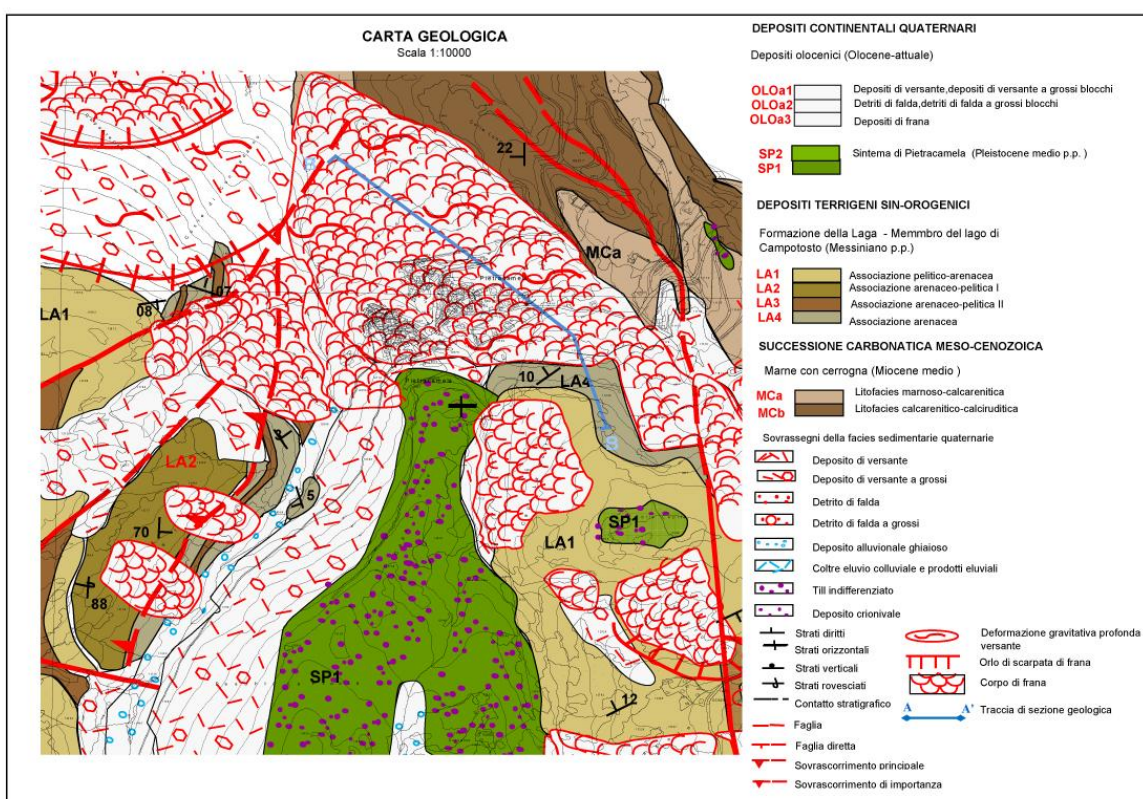 CARTA GEOLOGICA
Scala 1:10000
22
MCa
07
08
LA1
10
LA4
Pietracamela
B
LA2
3
5
70
88
SP1
LA1
SP1
12
DEPOSITI CONTINENTALI QUATERNARI
Depositi olocenici (Olocene-attuale)
OLOa1 Depositi di versante,depositi di versante a grossi blocchi
OLOa2 Detriti di falda,detriti di falda a grossi blocchi
OLOa3 Depositi di frana
SP2 Sintema di Pietracamela (Pleistocene medio p.p. )
SP1
DEPOSITI TERRIGENI SIN-OROGENICI
Formazione della Laga - Memmbro del lago di
Campotosto (Messiniano p.p.)
LA1 Associazione pelitico-arenacea
LA2 Associazione arenaceo-pelitica I
LA3 Associazione arenaceo-pelitica II
LA4 Associazione arenacea
SUCCESSIONE CARBONATICA MESO-CENOZOICA
Marne con cerrogna (Miocene medio )
MCa Litofacies marnoso-calcarenitica
MCb Litofacies calcarenitico-calciruditica
Sovrassegni della facies sedimentarie quaternarie
Deposito di versante
Deposito di versante a grossi
Detrito di falda
Detrito di falda a grossi
Deposito alluvionale ghiaioso
Coltre eluvio colluviale e prodotti eluviali
Till indifferenziato
Deposito crionivale
Strati diritti
Strati orizzontali
Strati verticali
Strati rovesciati
Contatto stratigrafico
Faglia
Faglia diretta
Sovrascorrimento principale
Sovrascorrimento di importanza
Deformazione gravitativa profonda
versante
Orlo di scarpata di frana
Corpo di frana
A A' Traccia di sezione geologica